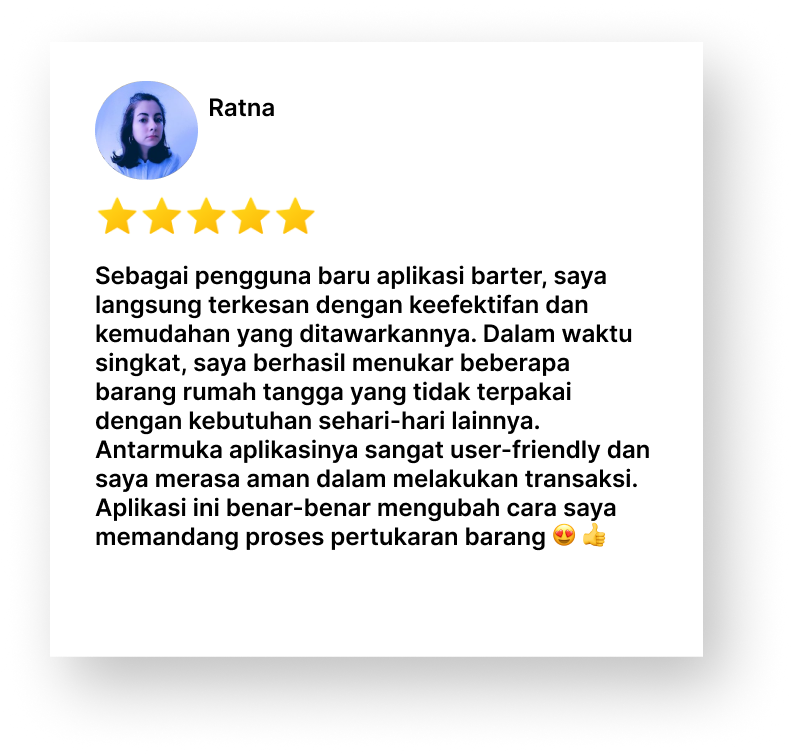 Ratna
Sebagai pengguna baru aplikasi barter, saya
langsung terkesan dengan keefektifan dan
kemudahan yang ditawarkannya. Dalam waktu
singkat, saya berhasil menukar beberapa
barang rumah tangga yang tidak terpakai
dengan kebutuhan sehari-hari lainnya.
Antarmuka aplikasinya sangat user-friendly dan
saya merasa aman dalam melakukan transaksi.
Aplikasi ini benar-benar mengubah cara saya
memandang proses pertukaran barang 😍 👍